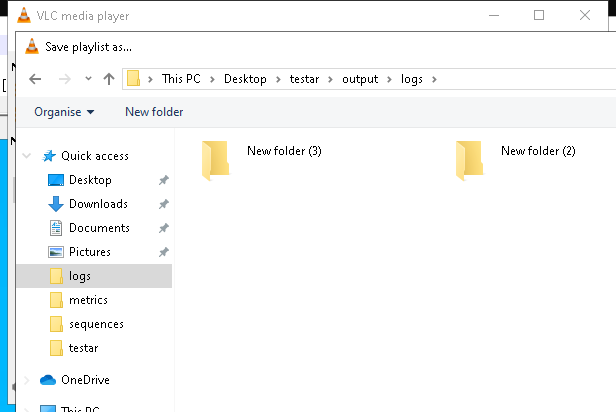 VLC media player
Save playlist as...
This PC > Desktop > testar > output > logs >
Organise New folder
New folder (3) New folder (2)
Quick access
Desktop
Downloads
Documents
Pictures
logs
metrics
sequences
testar
OneDrive
This PC